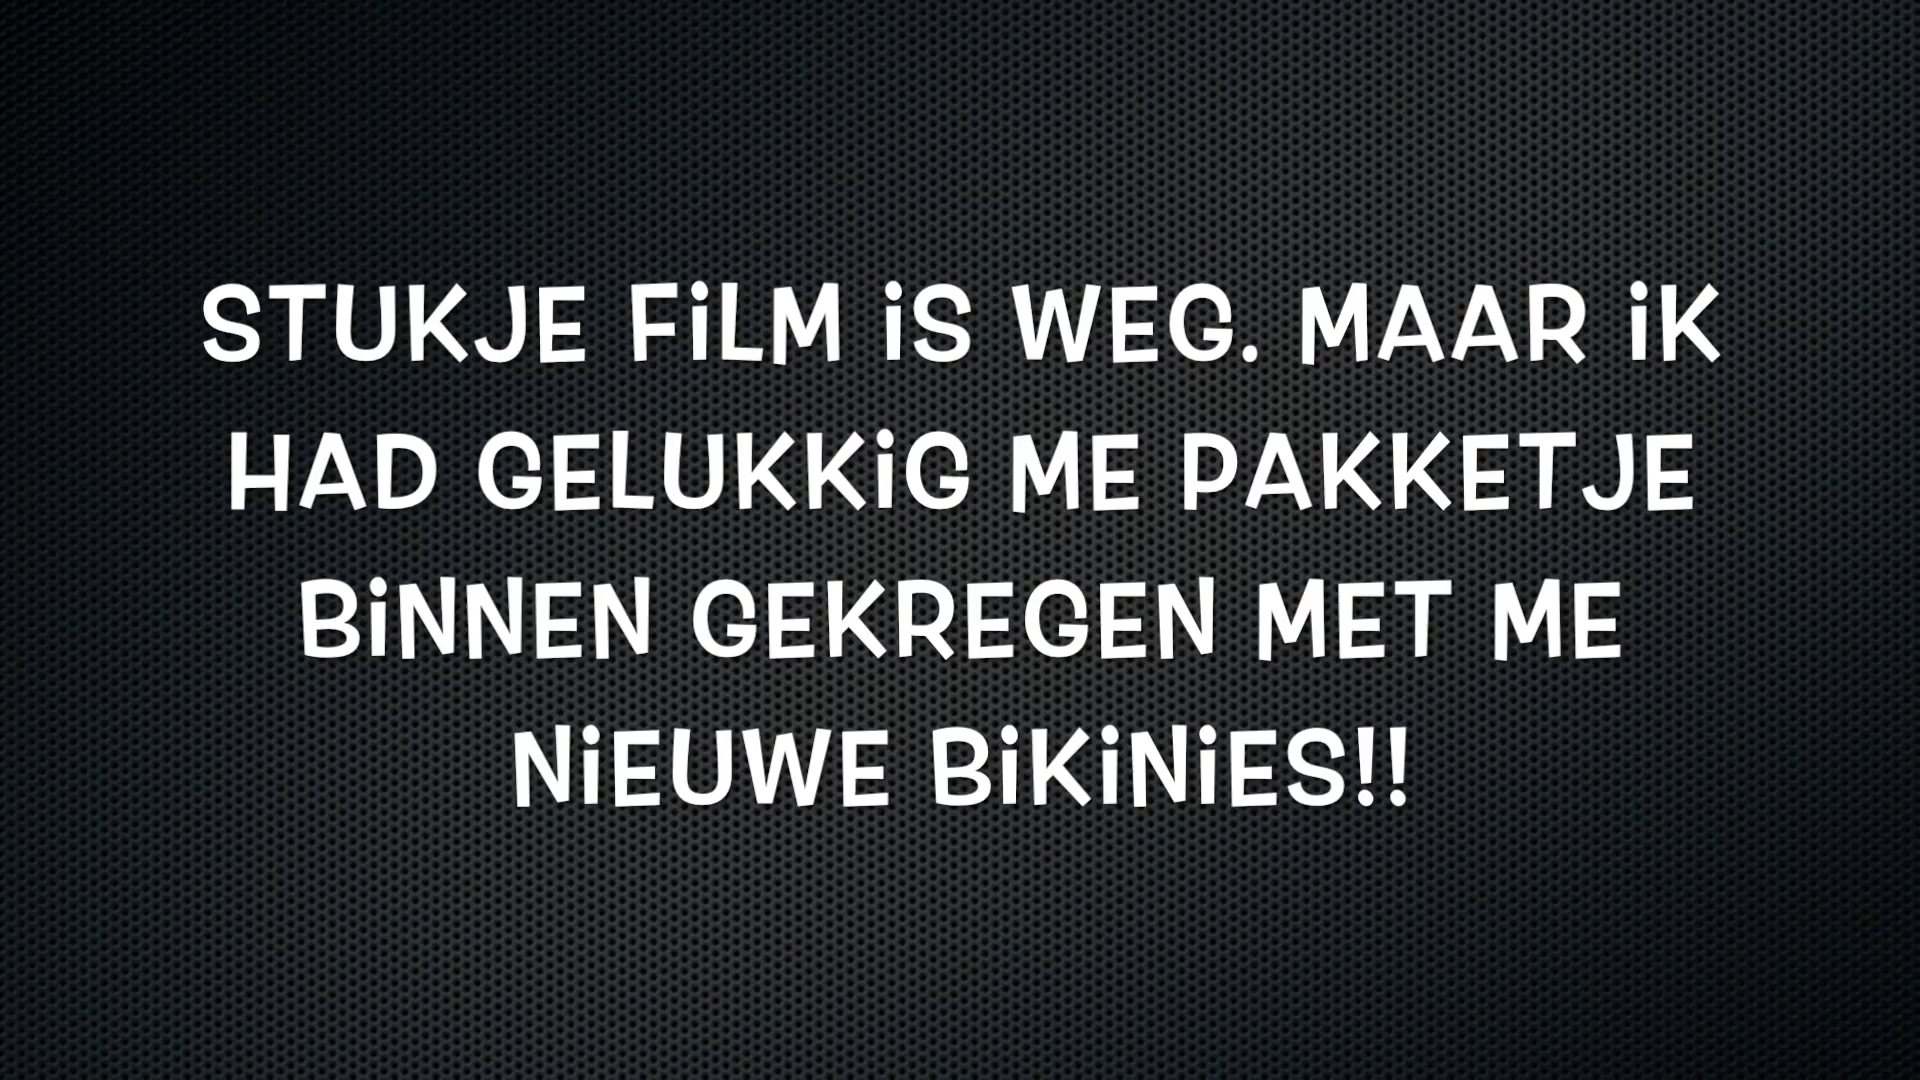 STUKJE FiLM iS WEG. MAAR iK
HAD GELUKKiG ME PAKKETJE
BiNNEN GEKREGEN MET ME
NiEUWE BiKiNiES!!